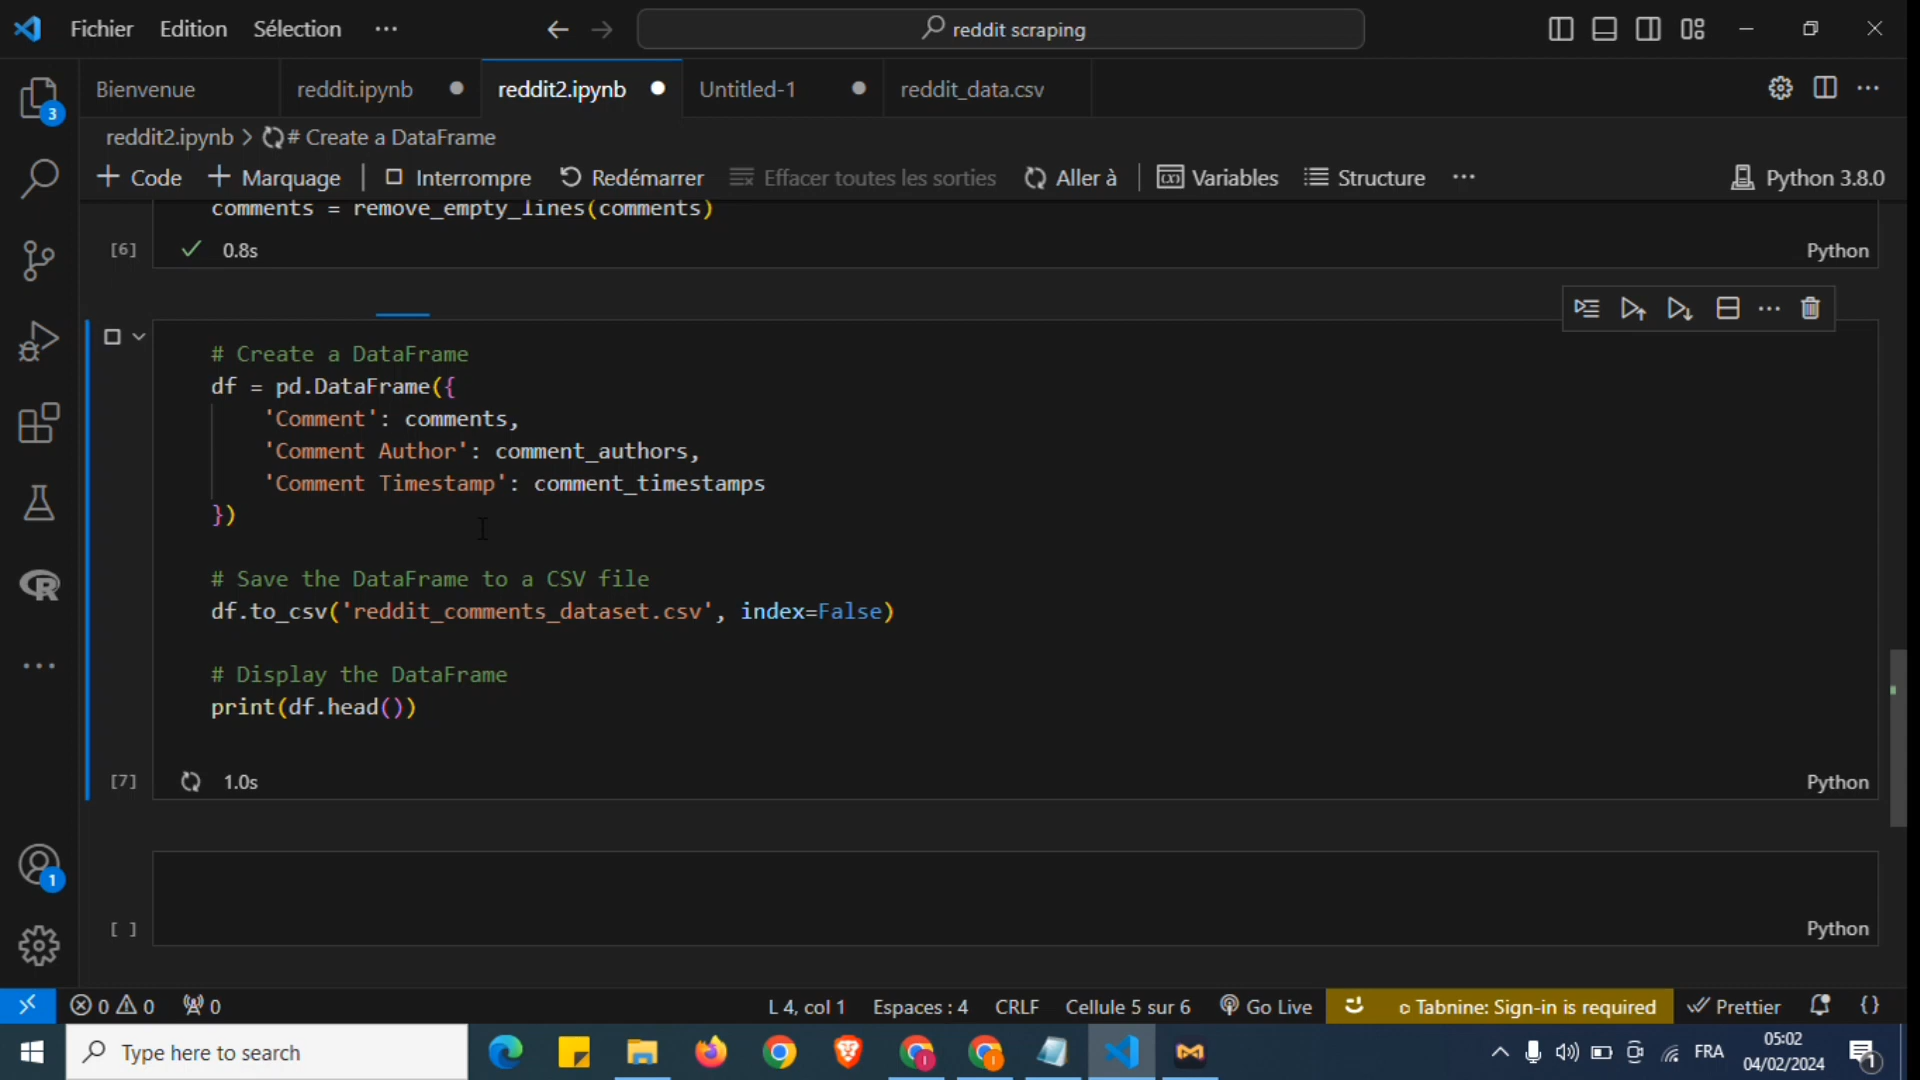 Fichier Edition Sélection ··· reddit scraping
Bienvenue reddit.ipynb reddit2.ipynb Untitled-1 reddit_data.csv
reddit2.ipynb > # Create a DataFrame
+ Code + Marquage Interrompre Redémarrer Effacer toutes les sorties Aller à Variables Structure ··· Python 3.8.0
comments = remove_empty_lines(comments)
[6] 0.8s Python
# Create a DataFrame
df = pd.DataFrame({
'Comment': comments,
'Comment Author': comment_authors,
'Comment Timestamp': comment_timestamps
})
# Save the DataFrame to a CSV file
df.to_csv('reddit_comments_dataset.csv', index=False)
# Display the DataFrame
print(df.head())
[7] 1.0s Python
[ ] Python
3
1
0 0 0 L 4, col 1 Espaces : 4 CRLF Cellule 5 sur 6 Go Live Tabnine: Sign-in is required Prettier {}
Type here to search FRA 05:02
04/02/2024 1